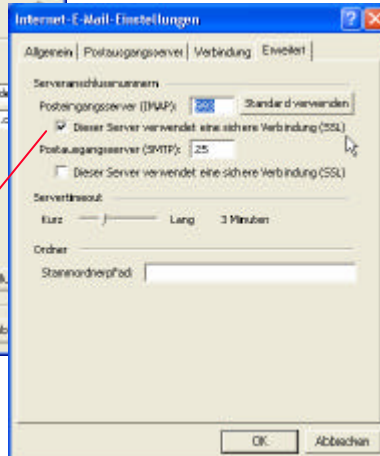 Internet-E-Mail-Einstellungen
Allgemein Postausgangsserver Verbindung Erweitert
Serveranschlussnummern
Posteingangsserver (IMAP): 993 Standard verwenden
Dieser Server verwendet eine sichere Verbindung (SSL)
Postausgangsserver (SMTP): 25
Dieser Server verwendet eine sichere Verbindung (SSL)
Servertimeout
Kurz Lang 3 Minuten
Ordner
Stammordnerpfad:
OK Abbrechen